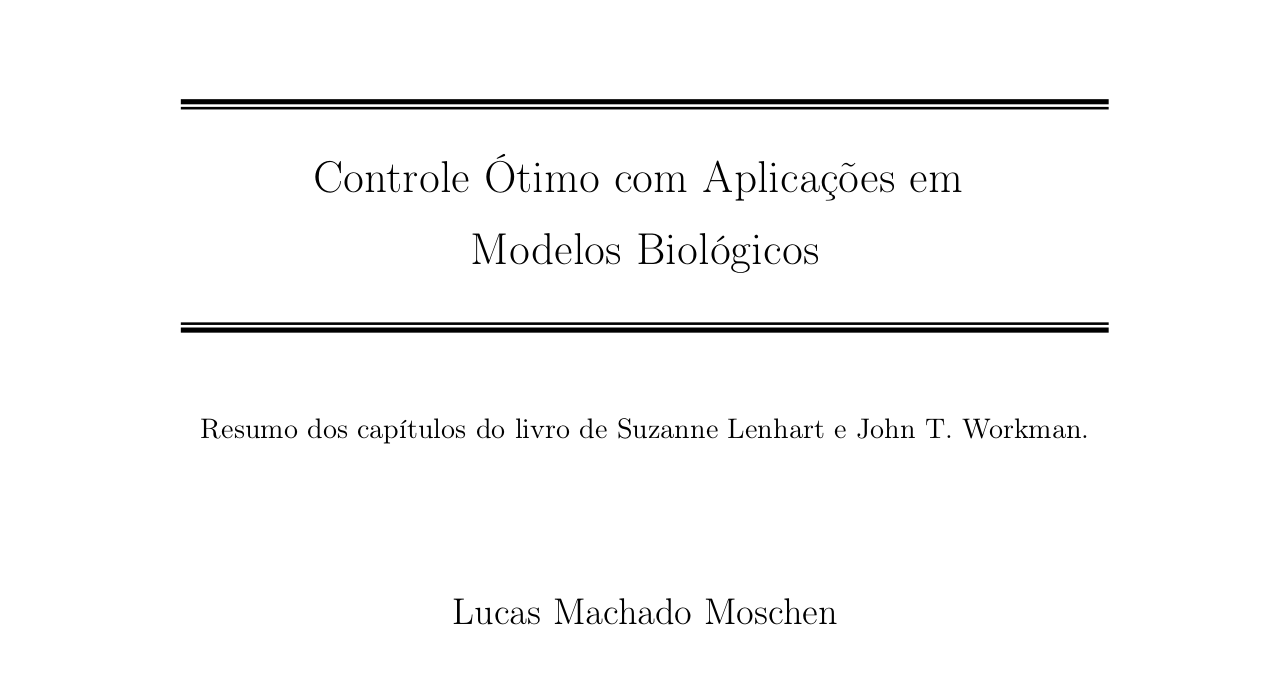 Controle Ótimo com Aplicações em
Modelos Biológicos
Resumo dos capítulos do livro de Suzanne Lenhart e John T. Workman.
Lucas Machado Moschen